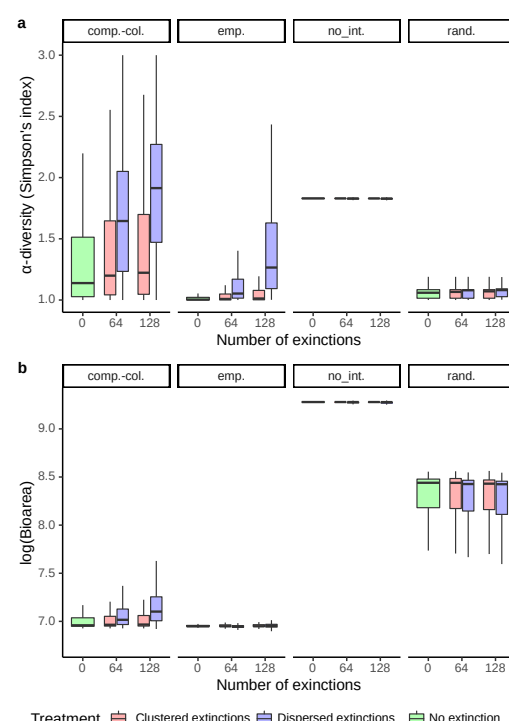 a
comp.-col. emp. no_int. rand.
3.0
2.5
2.0
1.5
1.0
α-diversity (Simpson's index)
0 64 128 0 64 128 0 64 128 0 64 128
Number of exinctions
b
comp.-col. emp. no_int. rand.
9.0
8.5
8.0
7.5
7.0
log(Bioarea)
0 64 128 0 64 128 0 64 128 0 64 128
Number of exinctions
Treatment Clustered extinctions Dispersed extinctions No extinction